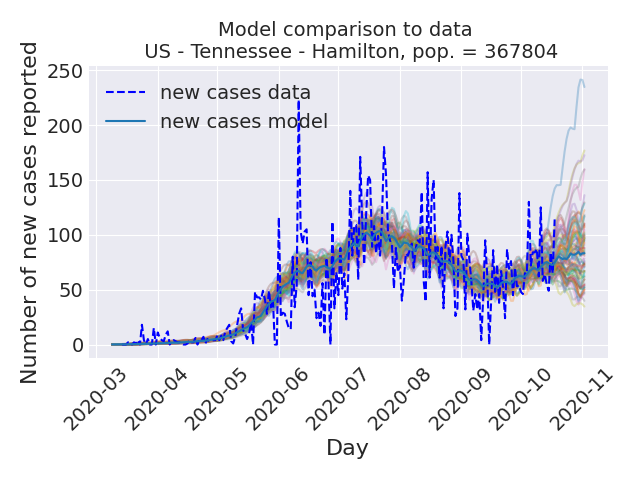 Model comparison to data
US - Tennessee - Hamilton, pop. = 367804
Number of new cases reported
250
200
150
100
50
0
new cases data
new cases model
2020-03
2020-04
2020-05
2020-06
2020-07
2020-08
2020-09
2020-10
2020-11
Day